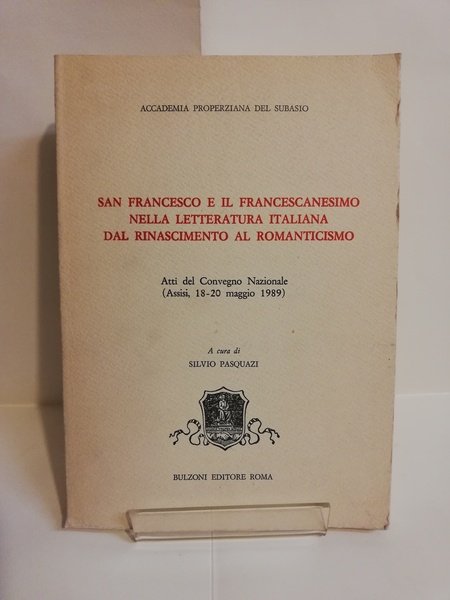 ACCADEMIA PROPERZIANA DEL SUBASIO
SAN FRANCESCO E IL FRANCESCANESIMO
NELLA LETTERATURA ITALIANA
DAL RINASCIMENTO AL ROMANTICISMO
Atti del Convegno Nazionale
(Assisi, 18-20 maggio 1989)
A cura di
SILVIO PASQUAZI
BULZONI EDITORE ROMA